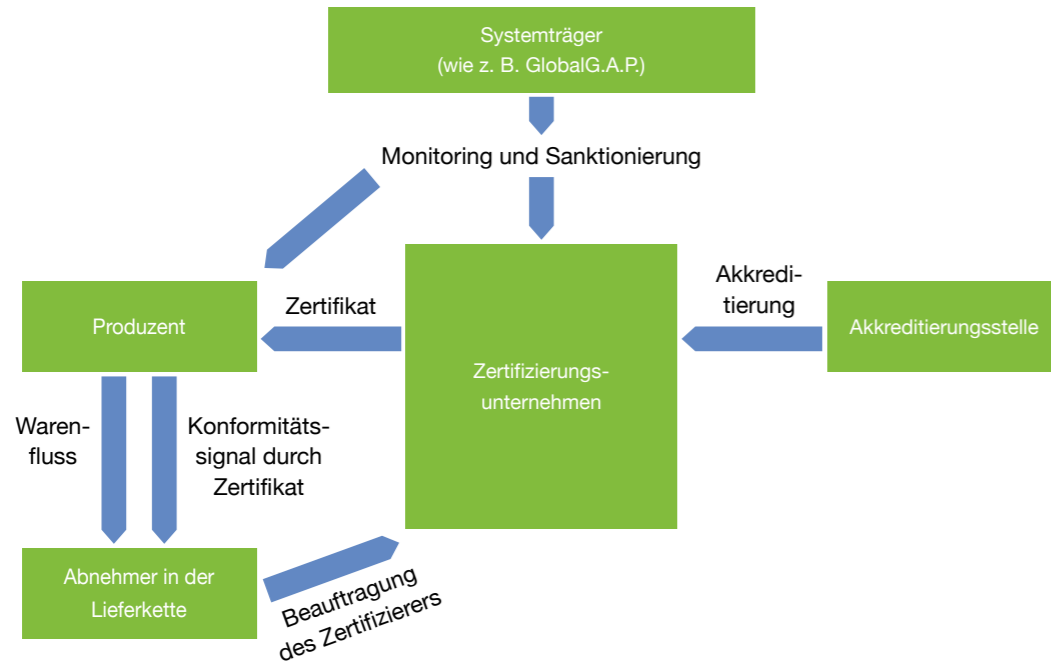 Systemträger
(wie z. B. GlobalG.A.P.)
Monitoring und Sanktionierung
Produzent
Zertifikat
Zertifizierungs-
unternehmen
Akkredi-
tierung
Akkreditierungsstelle
Waren-
fluss
Konformitäts-
signal durch
Zertifikat
Abnehmer in der
Lieferkette
Beauftragung
des Zertifizierers